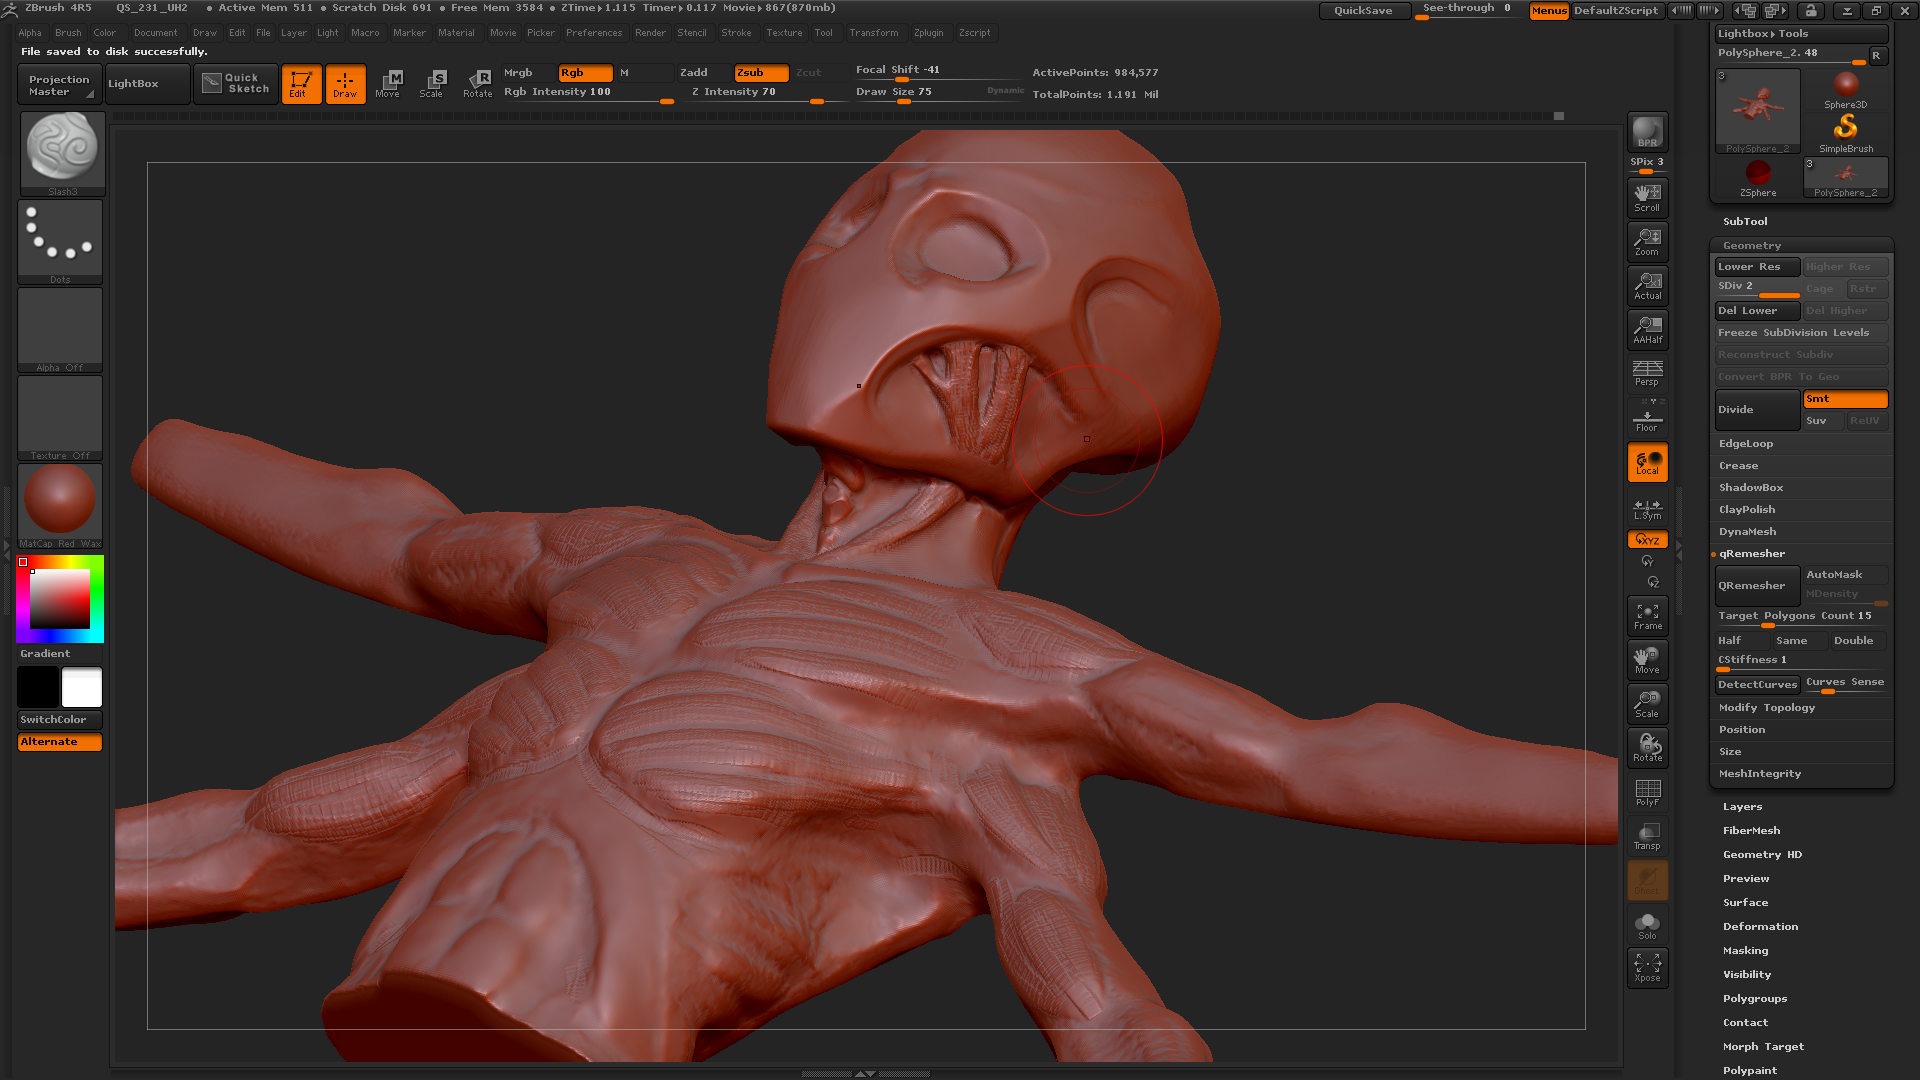 ZBrush 4R5 QS_231_UH2 ● Active Mem 511 ● Scratch Disk 691 ● Free Mem 3584 ● ZTime▸1.115 Timer▸0.117 Movie▸867(870mb) QuickSave See-through 0 Menus DefaultZScript
Alpha Brush Color Document Draw Edit File Layer Light Macro Marker Material Movie Picker Preferences Render Stencil Stroke Texture Tool Transform Zplugin Zscript
File saved to disk successfully.
Projection Master
LightBox
Quick Sketch
Edit
Draw
Move
Scale
Rotate
M
S
R
Mrgb Rgb M
Rgb Intensity 100
Zadd Zsub Zcut
Z Intensity 70
Focal Shift -41
Draw Size 75 Dynamic
ActivePoints: 984,577
TotalPoints: 1.191 Mil
Slash3
Dots
Alpha Off
Texture Off
MatCap Red Wax
Gradient
SwitchColor
Alternate
BPR
SPix 3
Scroll
Zoom
Actual
AAHalf
Persp
Floor
Local
L.Sym
XYZ
Y
Z
Frame
Move
Scale
Rotate
PolyF
Transp
Ghost
Solo
Xpose
Lightbox▸Tools
PolySphere_2. 48 R
3
PolySphere_2
Sphere3D
SimpleBrush
ZSphere
3
PolySphere_2
SubTool
Geometry
Lower Res Higher Res
SDiv 2 Cage Rstr
Del Lower Del Higher
Freeze SubDivision Levels
Reconstruct Subdiv
Convert BPR To Geo
Divide Smt
Suv ReUV
EdgeLoop
Crease
ShadowBox
ClayPolish
DynaMesh
qRemesher
QRemesher AutoMask
MDensity
Target Polygons Count 15
Half Same Double
CStiffness 1
DetectCurves Curves Sense
Modify Topology
Position
Size
MeshIntegrity
Layers
FiberMesh
Geometry HD
Preview
Surface
Deformation
Masking
Visibility
Polygroups
Contact
Morph Target
Polypaint